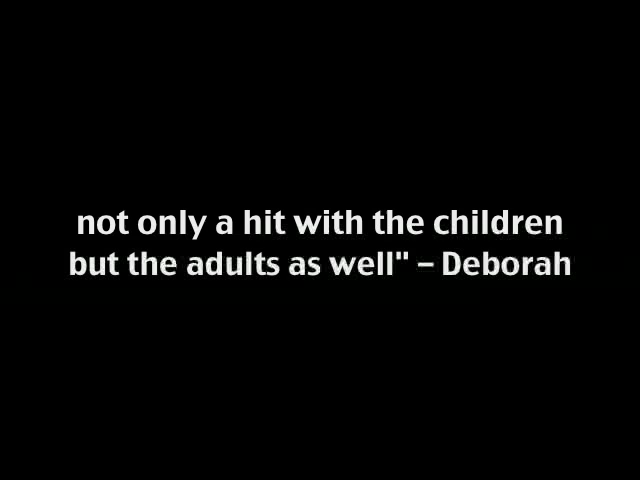 not only a hit with the children
but the adults as well" – Deborah